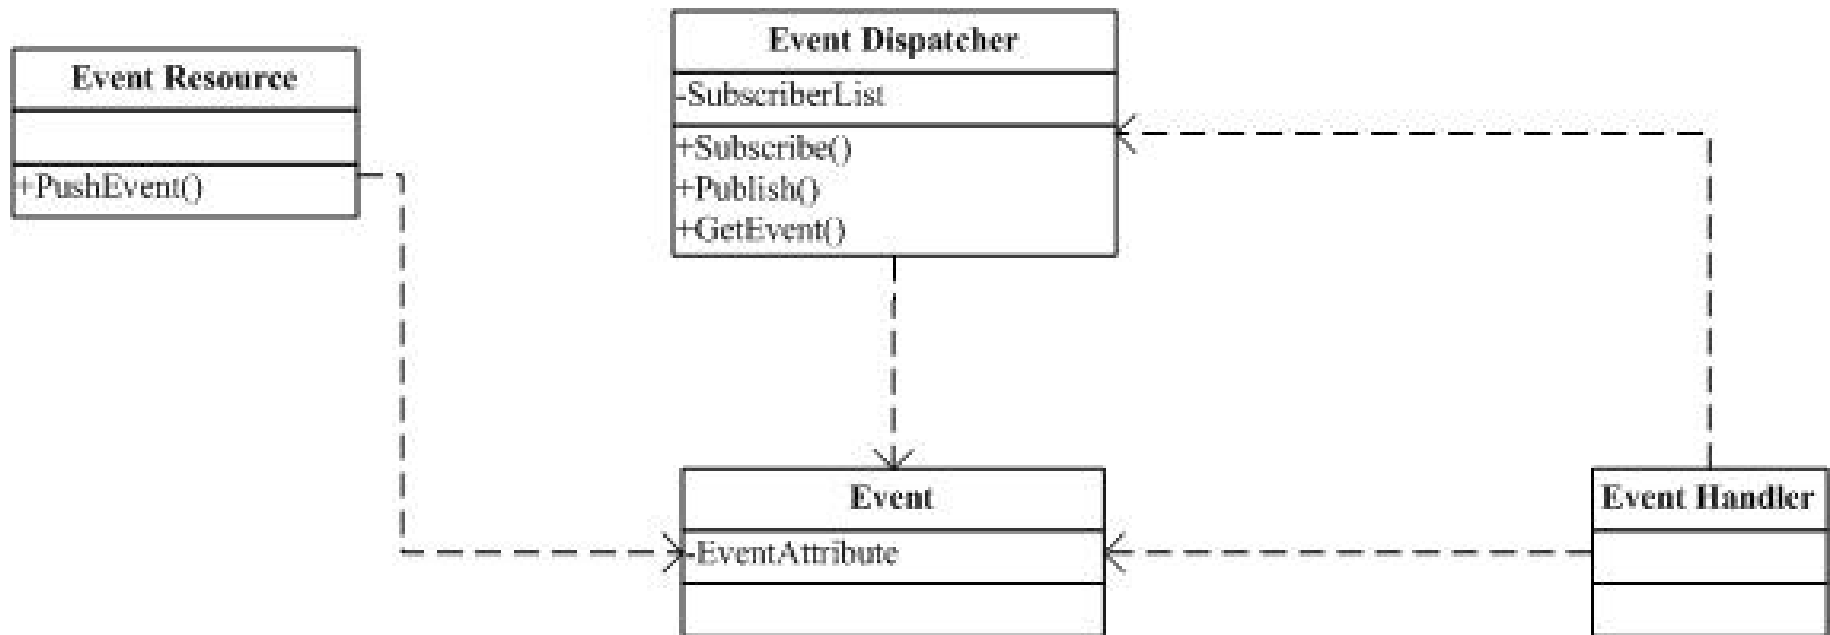 Event Resource
+PushEvent()
Event Dispatcher
-SubscriberList
+Subscribe()
+Publish()
+GetEvent()
Event
-EventAttribute
Event Handler